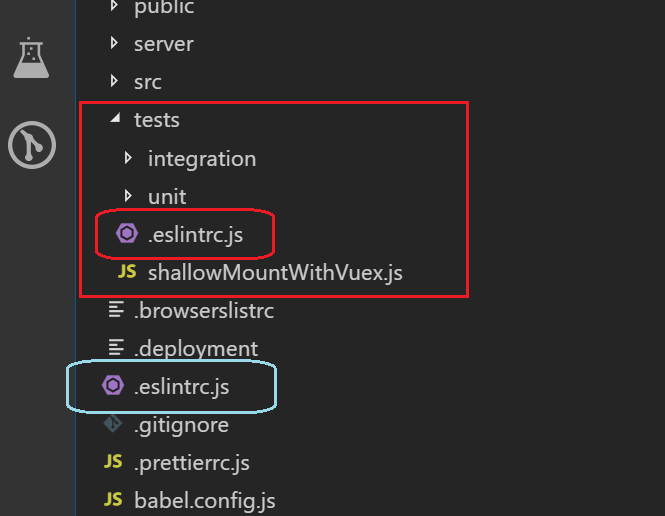 public
server
src
tests
integration
unit
.eslintrc.js
JS shallowMountWithVuex.js
.browserslistrc
.deployment
.eslintrc.js
.gitignore
JS .prettierrc.js
JS babel.config.js